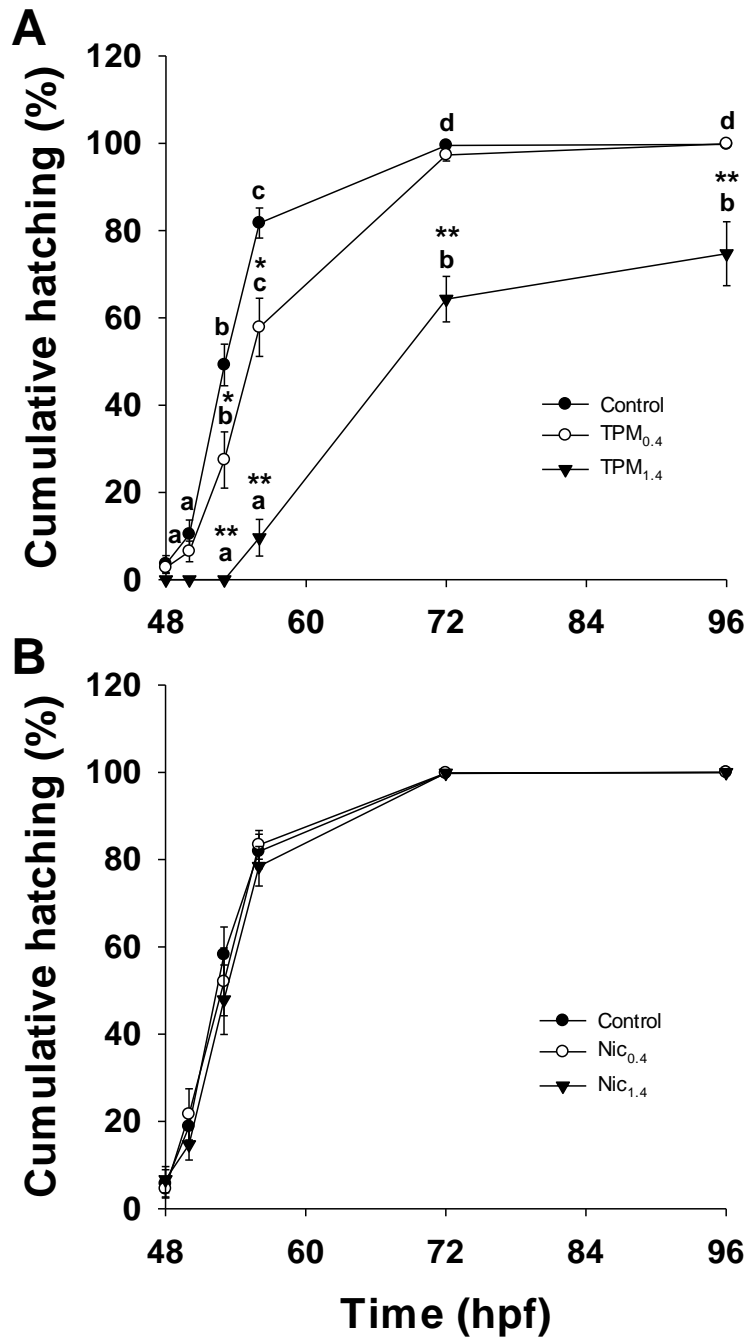 A
120
100
80
60
40
20
0
Cumulative hatching (%)
a
a
b
*
b
c
*
c
d
d
**
a
**
a
**
b
**
b
Control
TPM0.4
TPM1.4
48 60 72 84 96
B
120
100
80
60
40
20
0
Cumulative hatching (%)
Control
Nic0.4
Nic1.4
48 60 72 84 96
Time (hpf)